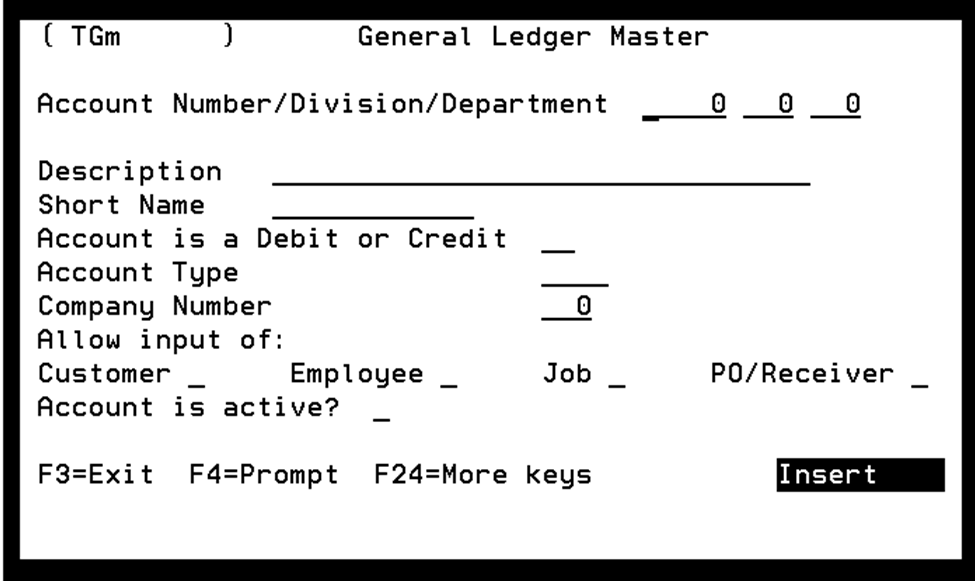 ( TGm      )       General Ledger Master
Account Number/Division/Department  _    0   0   0
Description
Short Name
Account is a Debit or Credit
Account Type
Company Number   0
Allow input of:
Customer _     Employee _     Job _     PO/Receiver _
Account is active? _
F3=Exit  F4=Prompt  F24=More keys   Insert